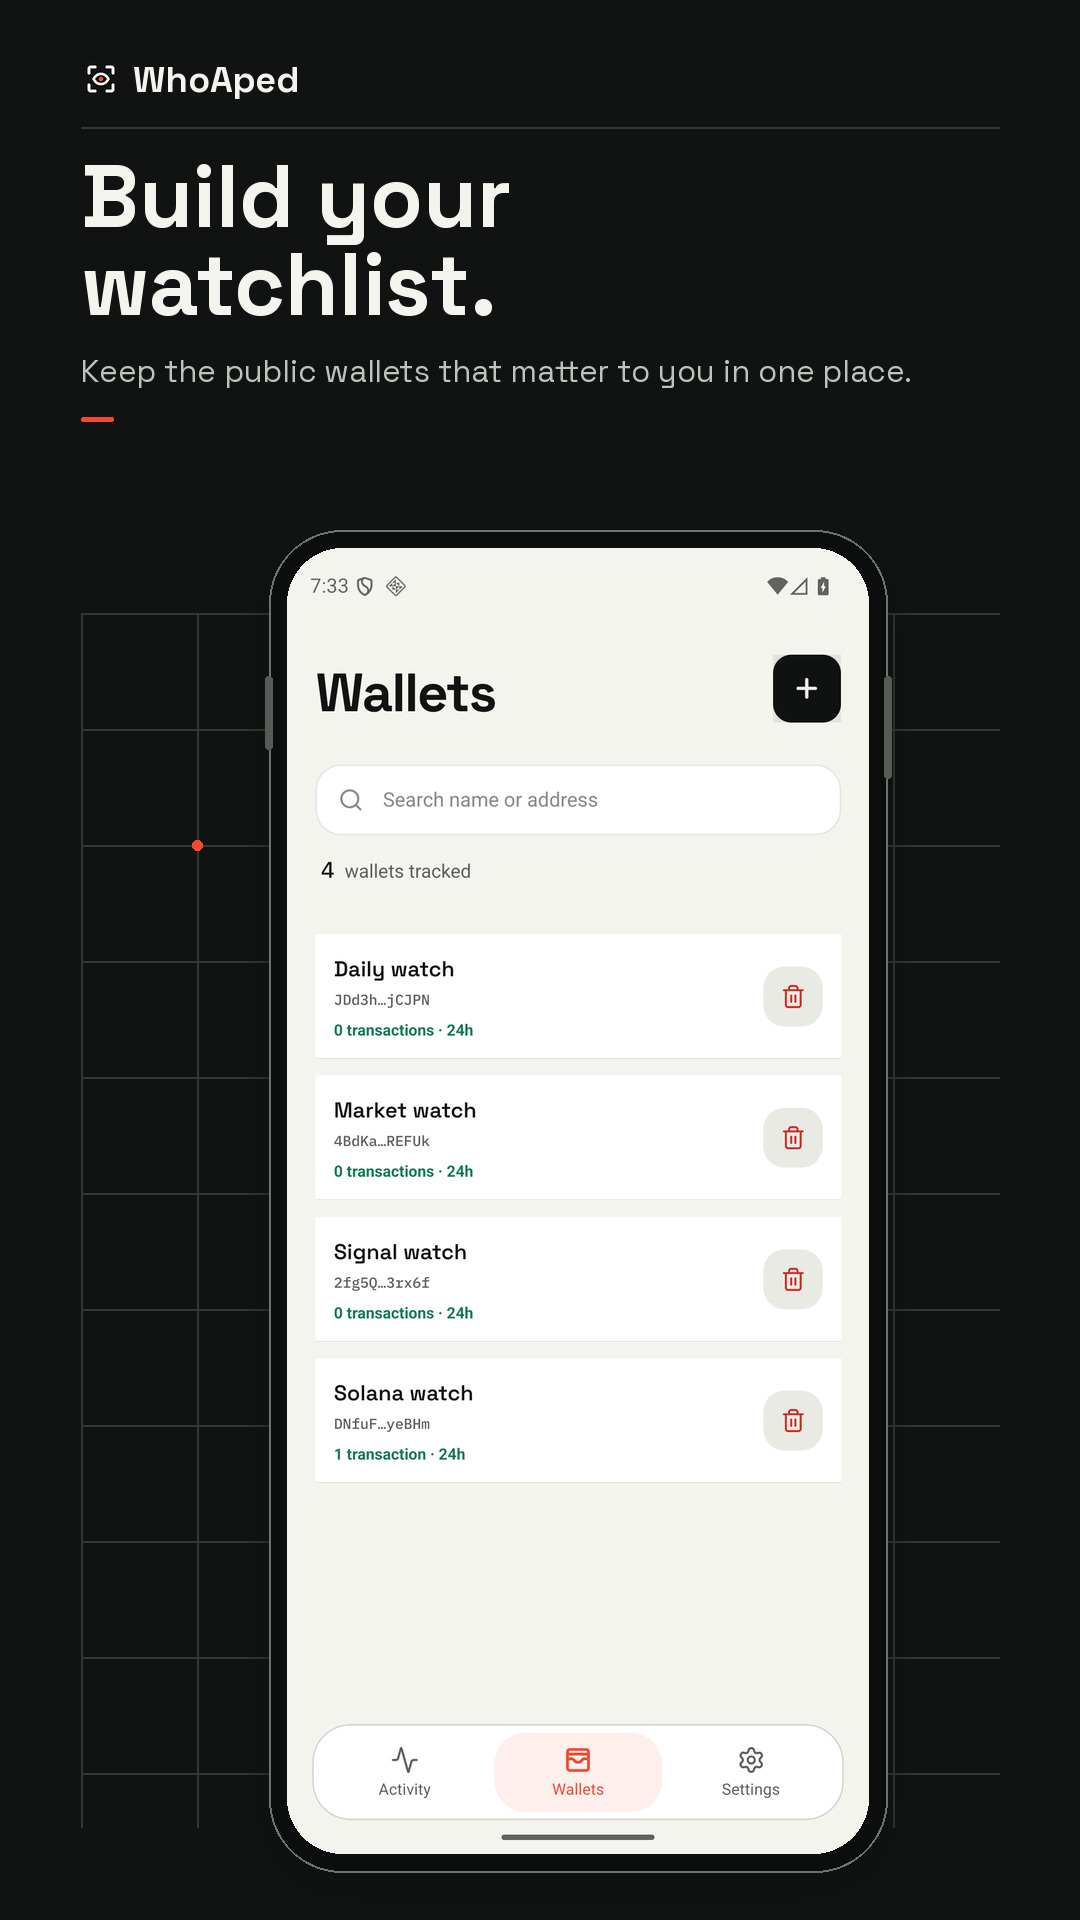 WhoAped
Build your
watchlist.
Keep the public wallets that matter to you in one place.
7:33
Wallets
Search name or address
4 wallets tracked
Daily watch
JDd3h…jCJPN
0 transactions · 24h
Market watch
4BdKa…REFUk
0 transactions · 24h
Signal watch
2fg5Q…3rx6f
0 transactions · 24h
Solana watch
DNfuF…yeBHm
1 transaction · 24h
Activity
Wallets
Settings